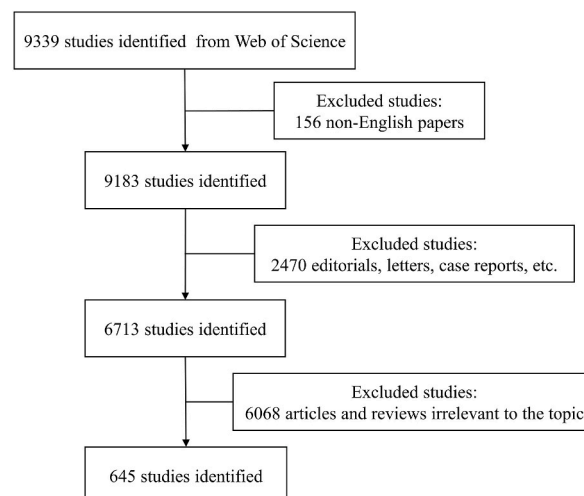 9339 studies identified from Web of Science
Excluded studies:
156 non-English papers
9183 studies identified
Excluded studies:
2470 editorials, letters, case reports, etc.
6713 studies identified
Excluded studies:
6068 articles and reviews irrelevant to the topic
645 studies identified